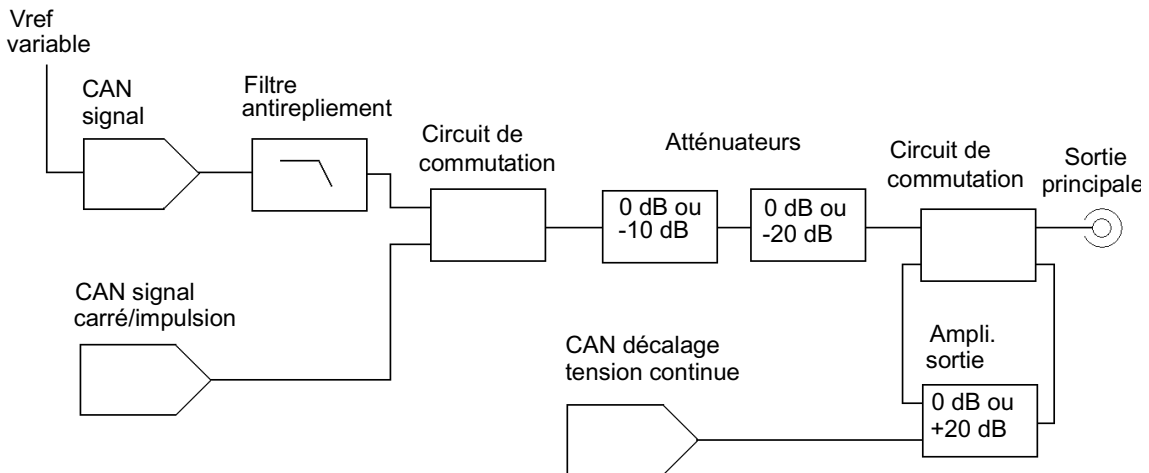 Vref
variable
CAN
signal
Filtre
antirepliement
Circuit de
commutation
Atténuateurs
Circuit de
commutation
Sortie
principale
0 dB ou
-10 dB
0 dB ou
-20 dB
CAN signal
carré/impulsion
CAN décalage
tension continue
Ampli.
sortie
0 dB ou
+20 dB